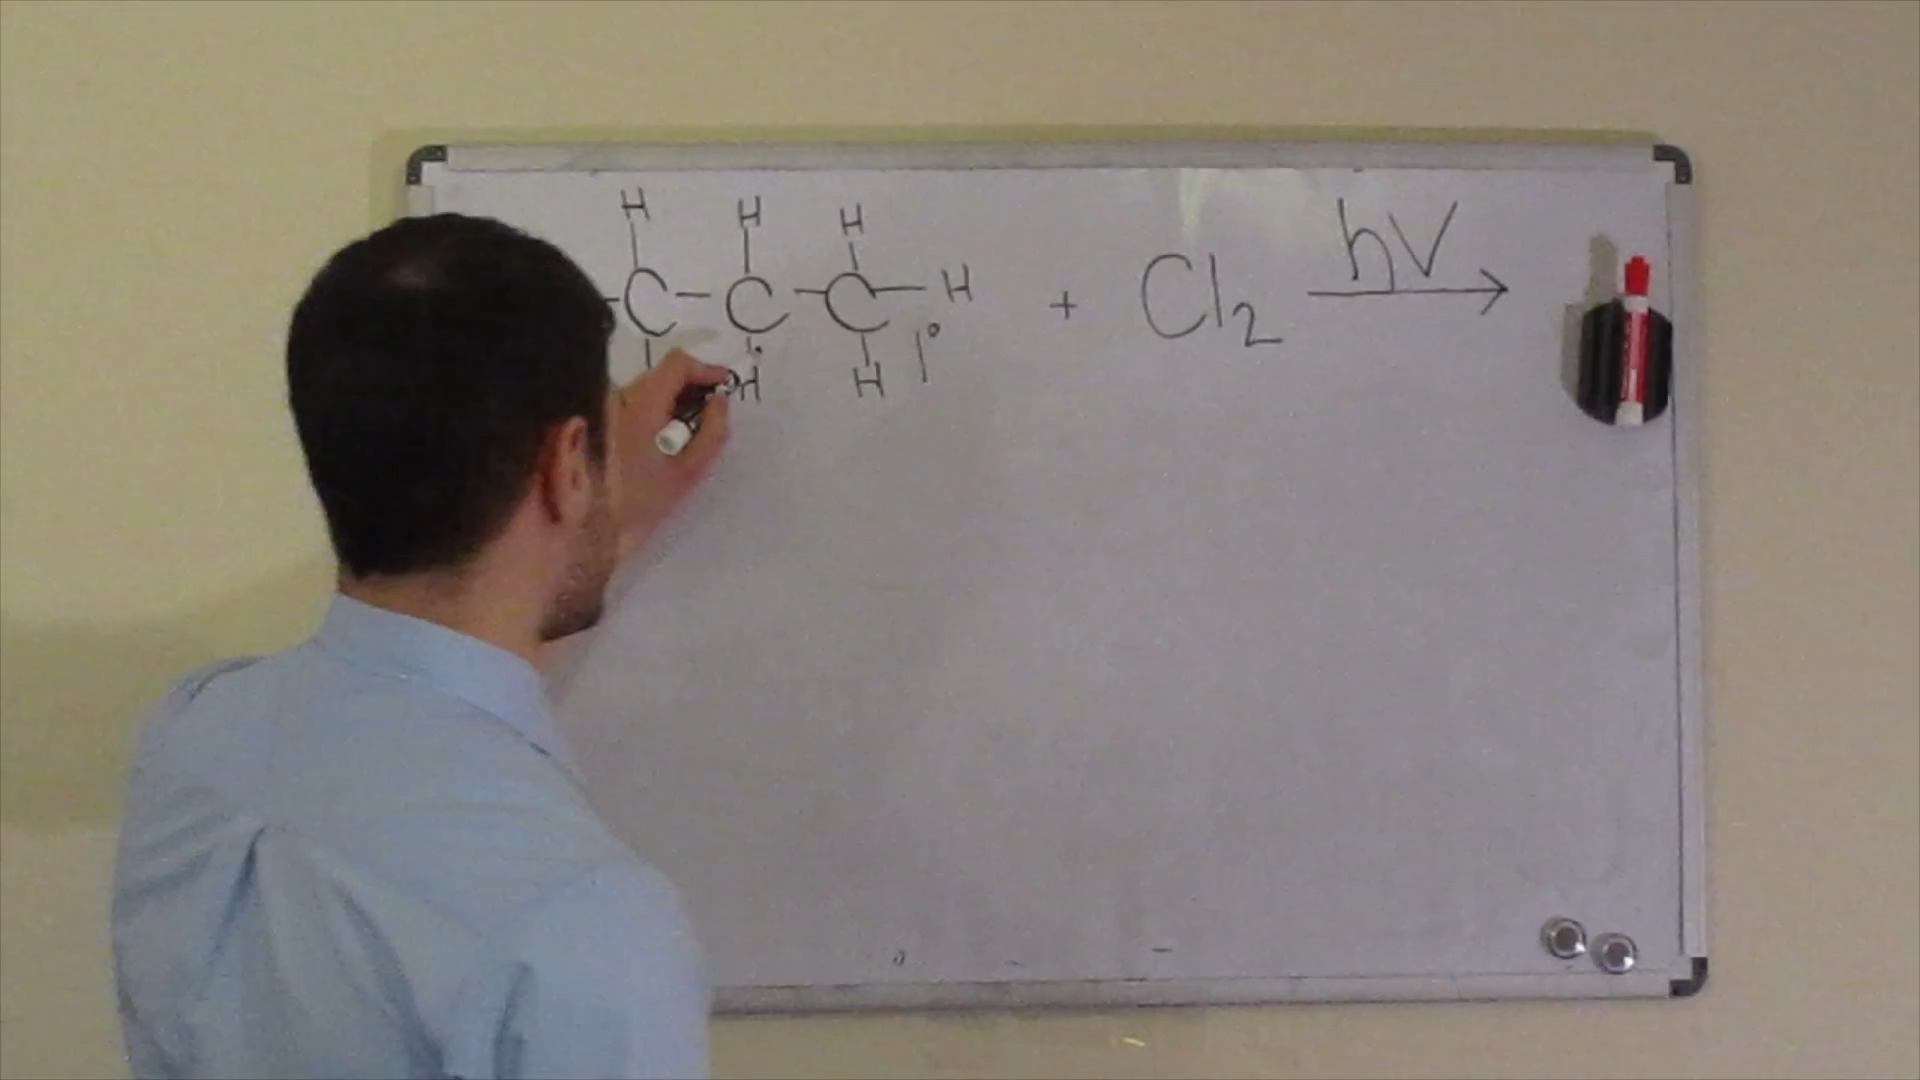 H H H
C - C - C - H + Cl2 hV →
H H 1°